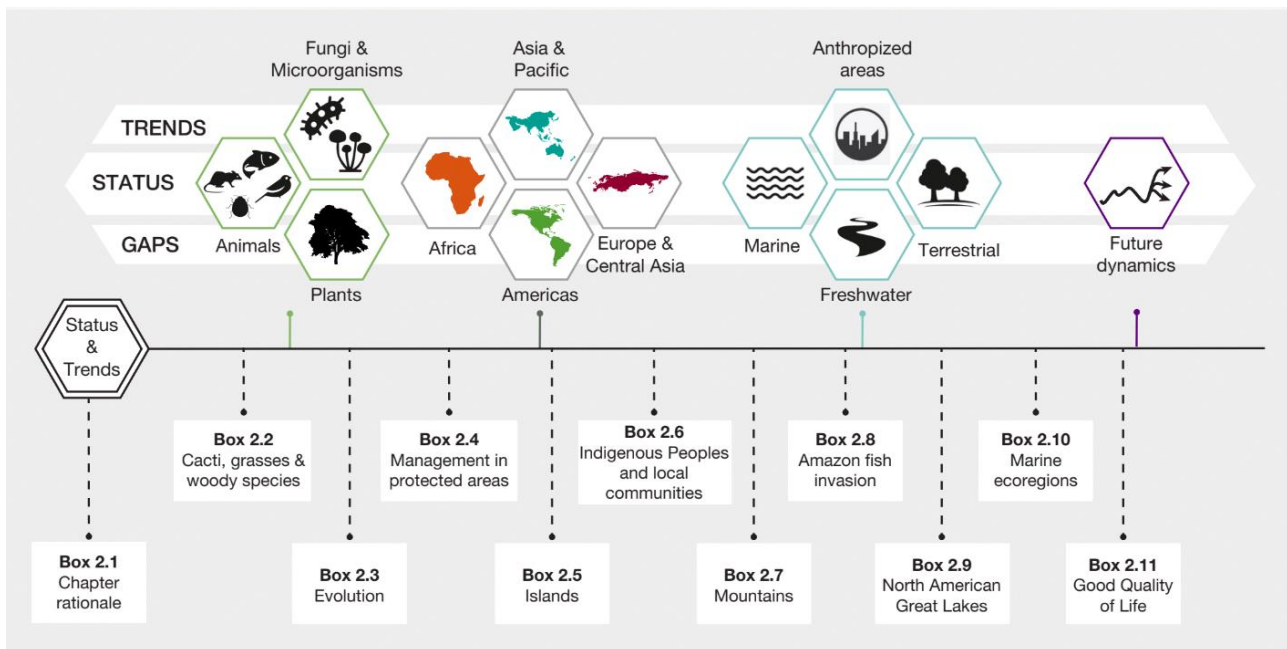 Fungi &
Microorganisms
Asia &
Pacific
Anthropized
areas
TRENDS
STATUS
GAPS
Animals
Plants
Africa
Americas
Europe &
Central Asia
Marine
Freshwater
Terrestrial
Future
dynamics
Status
&
Trends
Box 2.1
Chapter
rationale
Box 2.2
Cacti, grasses &
woody species
Box 2.3
Evolution
Box 2.4
Management in
protected areas
Box 2.5
Islands
Box 2.6
Indigenous Peoples
and local
communities
Box 2.7
Mountains
Box 2.8
Amazon fish
invasion
Box 2.9
North American
Great Lakes
Box 2.10
Marine
ecoregions
Box 2.11
Good Quality
of Life